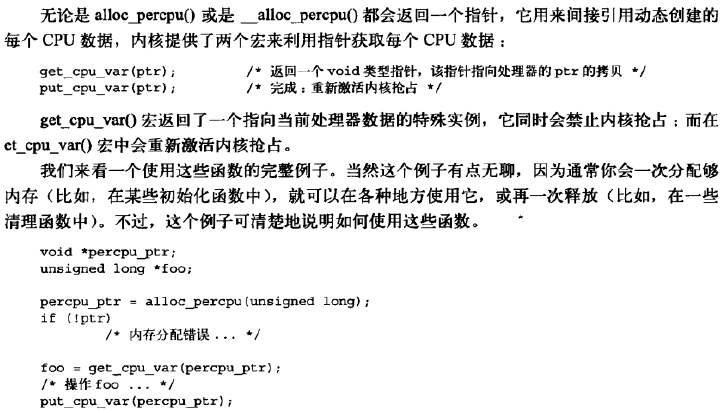 无论是 alloc_percpu() 或是 __alloc_percpu() 都会返回一个指针，它用来间接引用动态创建的
每个 CPU 数据，内核提供了两个宏来利用指针获取每个 CPU 数据：
get_cpu_var(ptr); /* 返回一个 void 类型指针，该指针指向处理器的 ptr 的拷贝 */
put_cpu_var(ptr); /* 完成；重新激活内核抢占 */
get_cpu_var() 宏返回了一个指向当前处理器数据的特殊实例，它同时会禁止内核抢占；而在
et_cpu_var() 宏中会重新激活内核抢占。
我们来看一个使用这些函数的完整例子。当然这个例子有点无聊，因为通常你会一次分配够
内存（比如，在某些初始化函数中），就可以在各种地方使用它，或再一次释放（比如，在一些
清理函数中）。不过，这个例子可清楚地说明如何使用这些函数。
void *percpu_ptr;
unsigned long *foo;
percpu_ptr = alloc_percpu(unsigned long);
if (!ptr)
/* 内存分配错误 ... */
foo = get_cpu_var(percpu_ptr);
/* 操作 foo ... */
put_cpu_var(percpu_ptr);